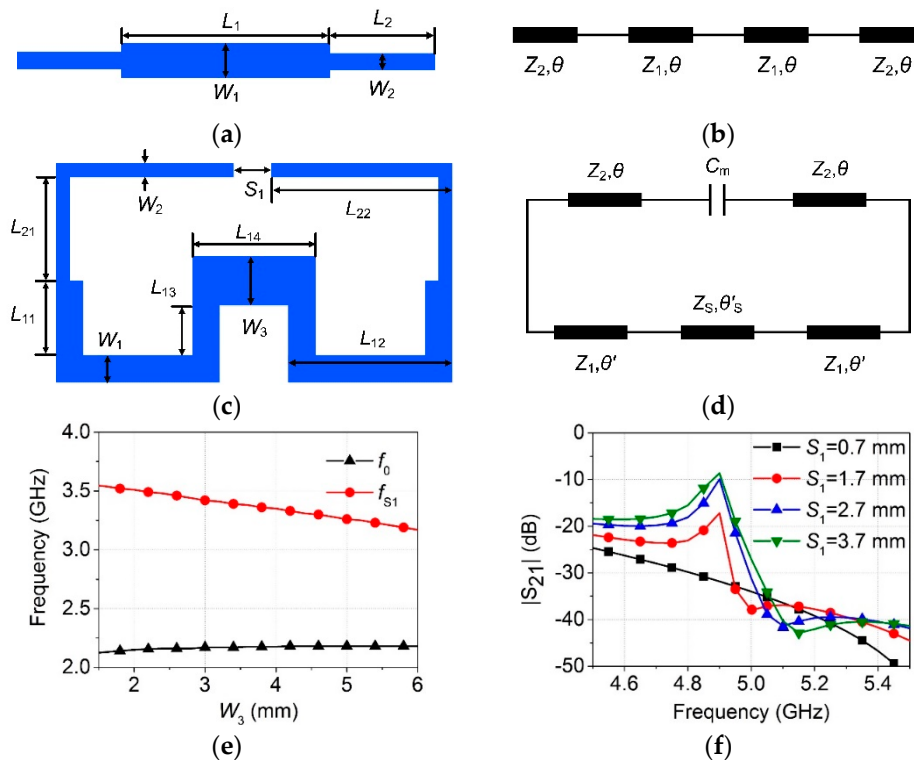 L1
L2
W1
W2
(a)
Z2,θ
Z1,θ
Z1,θ
Z2,θ
(b)
W2
S1
L22
L21
L14
L13
L11
W1
W3
L12
(c)
Z2,θ
Cm
Z2,θ
ZS,θ'S
Z1,θ'
Z1,θ'
(d)
4.0
3.5
3.0
2.5
2.0
Frequency (GHz)
f0
fS1
2
3
4
5
6
W3 (mm)
(e)
0
-10
-20
-30
-40
-50
|S21| (dB)
S1=0.7 mm
S1=1.7 mm
S1=2.7 mm
S1=3.7 mm
4.6
4.8
5.0
5.2
5.4
Frequency (GHz)
(f)